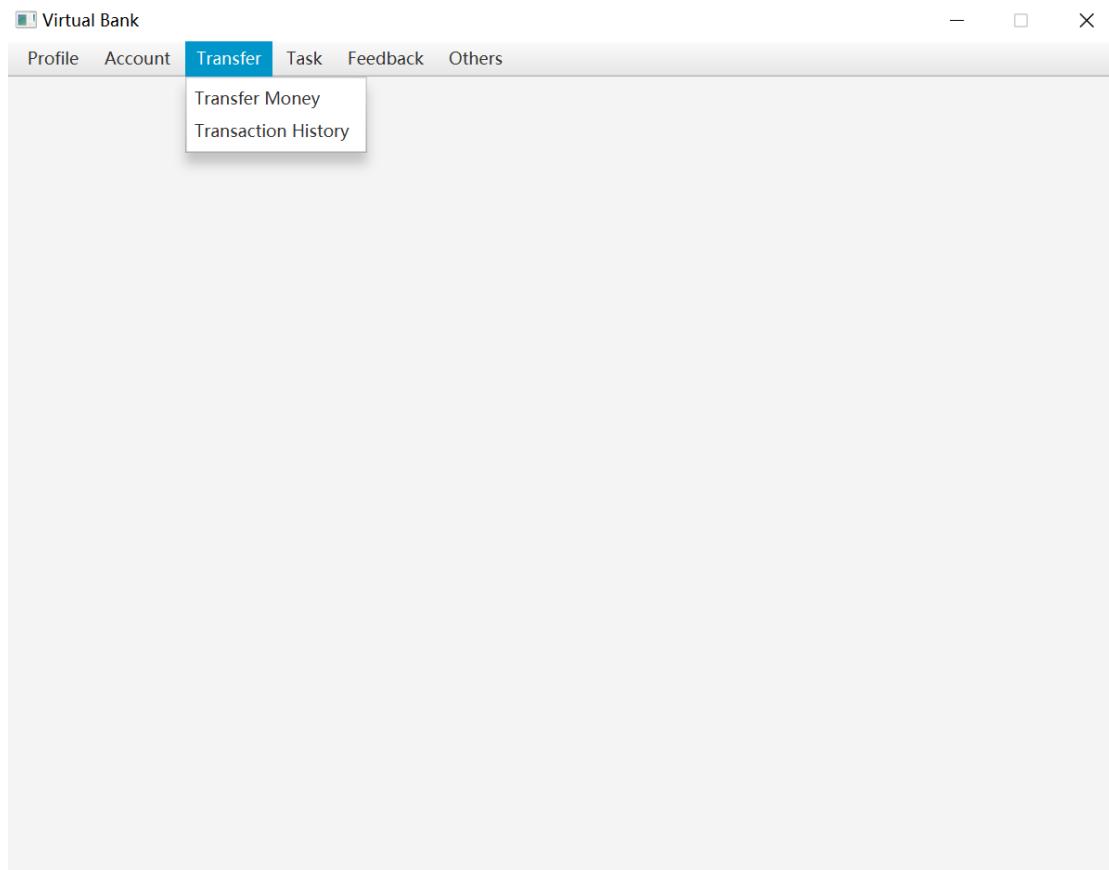 Virtual Bank
Profile Account Transfer Task Feedback Others
Transfer Money
Transaction History